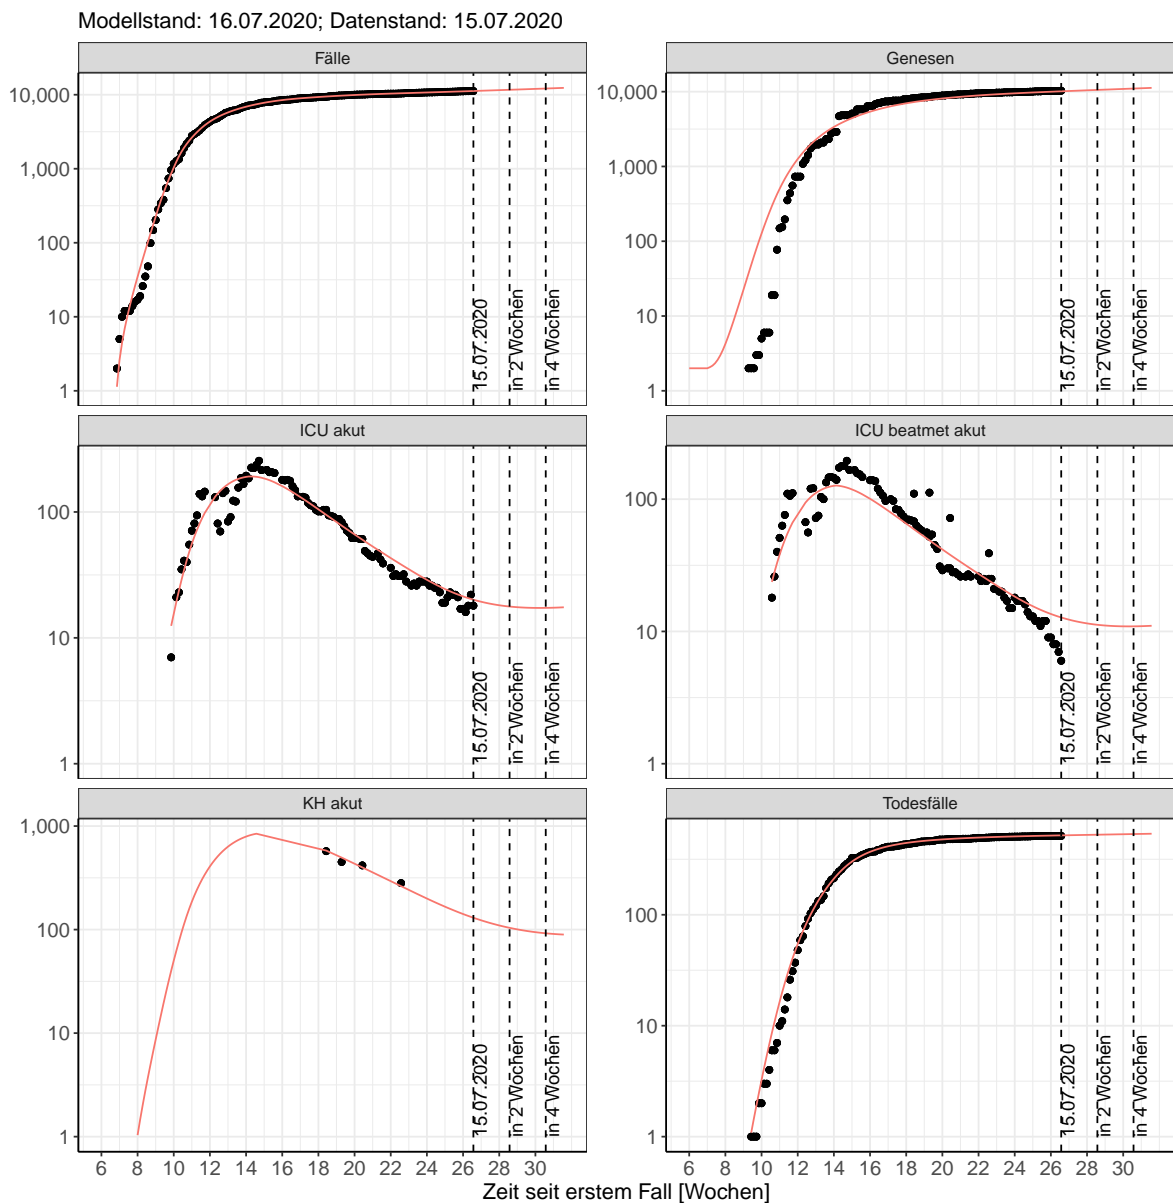 Modellstand: 16.07.2020; Datenstand: 15.07.2020
Fälle
10,000
1,000
100
10
1
15.07.2020
in 2 Wochen
in 4 Wochen
Genesen
10,000
1,000
100
10
1
15.07.2020
in 2 Wochen
in 4 Wochen
ICU akut
100
10
1
15.07.2020
in 2 Wochen
in 4 Wochen
ICU beatmet akut
100
10
1
15.07.2020
in 2 Wochen
in 4 Wochen
KH akut
1,000
100
10
1
15.07.2020
in 2 Wochen
in 4 Wochen
6 8 10 12 14 16 18 20 22 24 26 28 30
Todesfälle
100
10
1
15.07.2020
in 2 Wochen
in 4 Wochen
6 8 10 12 14 16 18 20 22 24 26 28 30
Zeit seit erstem Fall [Wochen]